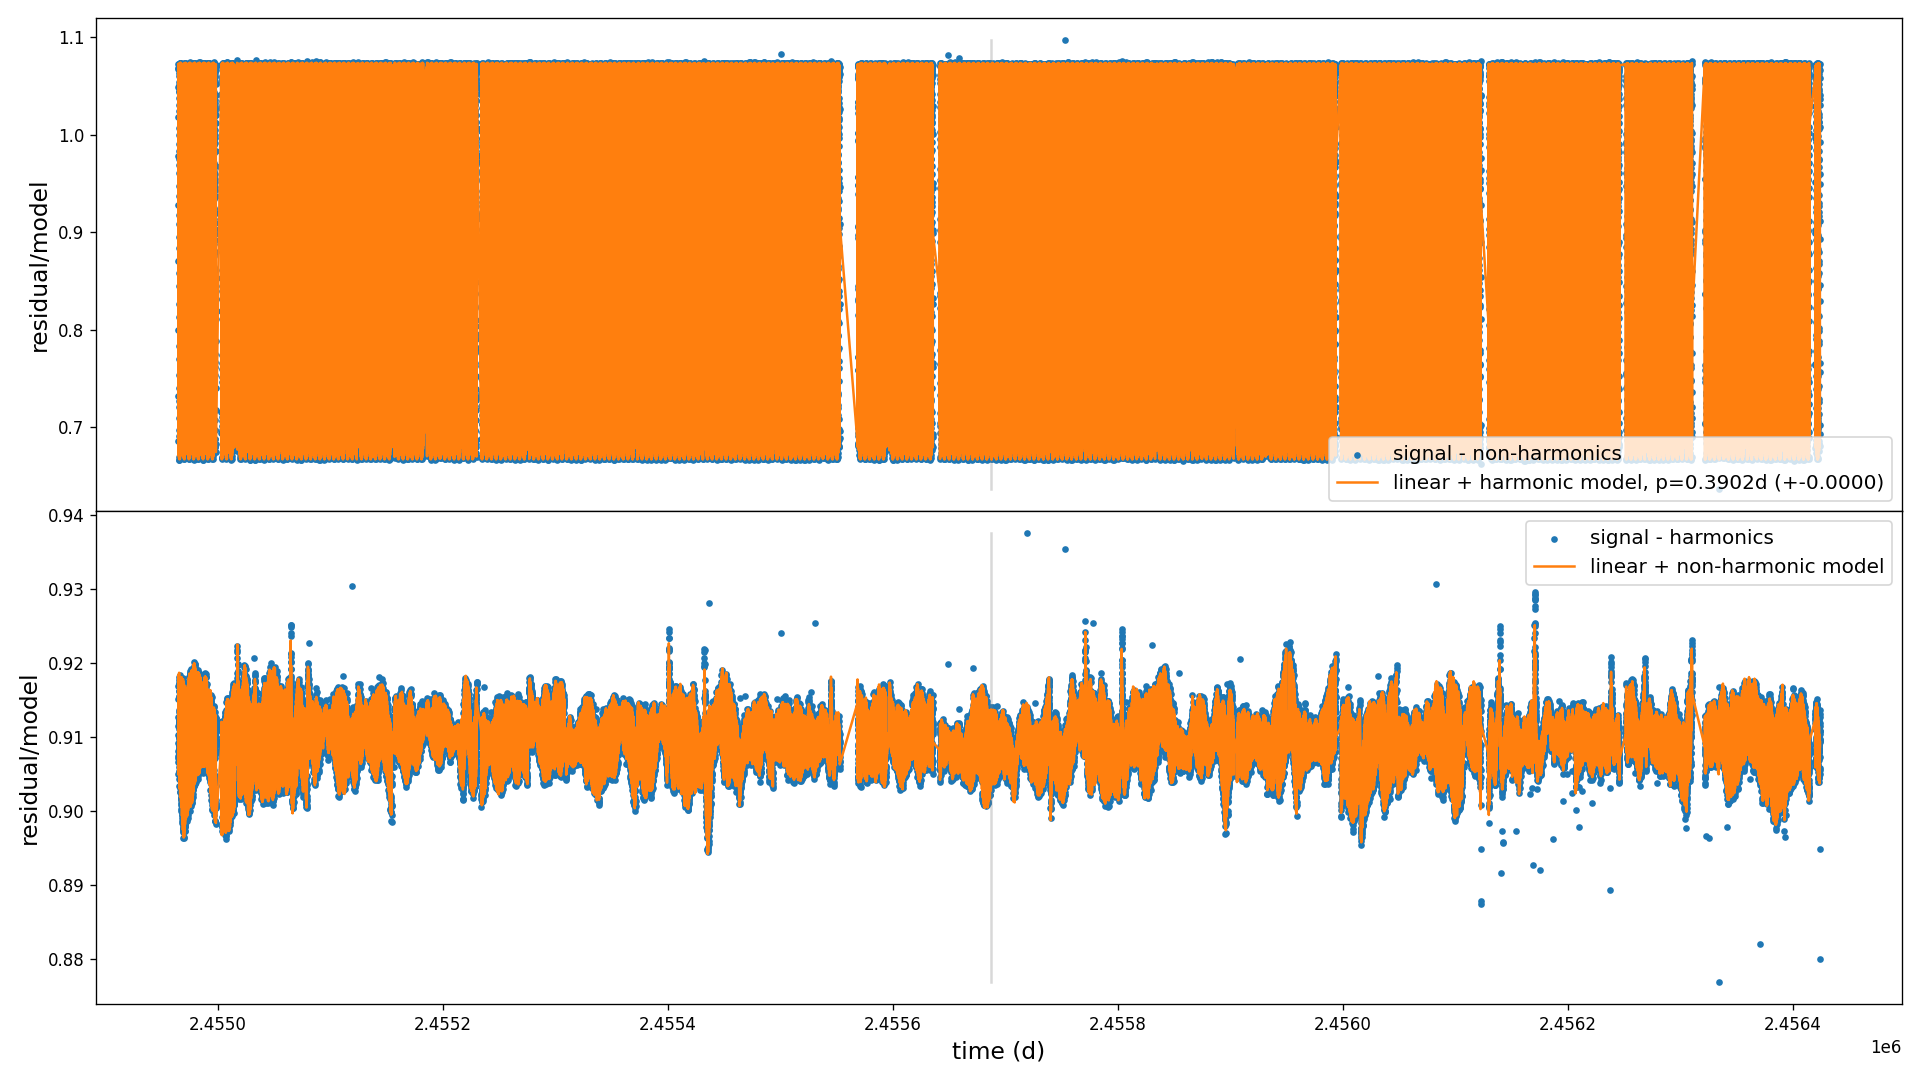 1.1
1.0
0.9
0.8
0.7
residual/model
signal - non-harmonics
linear + harmonic model, p=0.3902d (+-0.0000)
0.94
0.93
0.92
0.91
0.90
0.89
0.88
residual/model
signal - harmonics
linear + non-harmonic model
2.4550
2.4552
2.4554
2.4556
2.4558
2.4560
2.4562
2.4564
time (d)
1e6